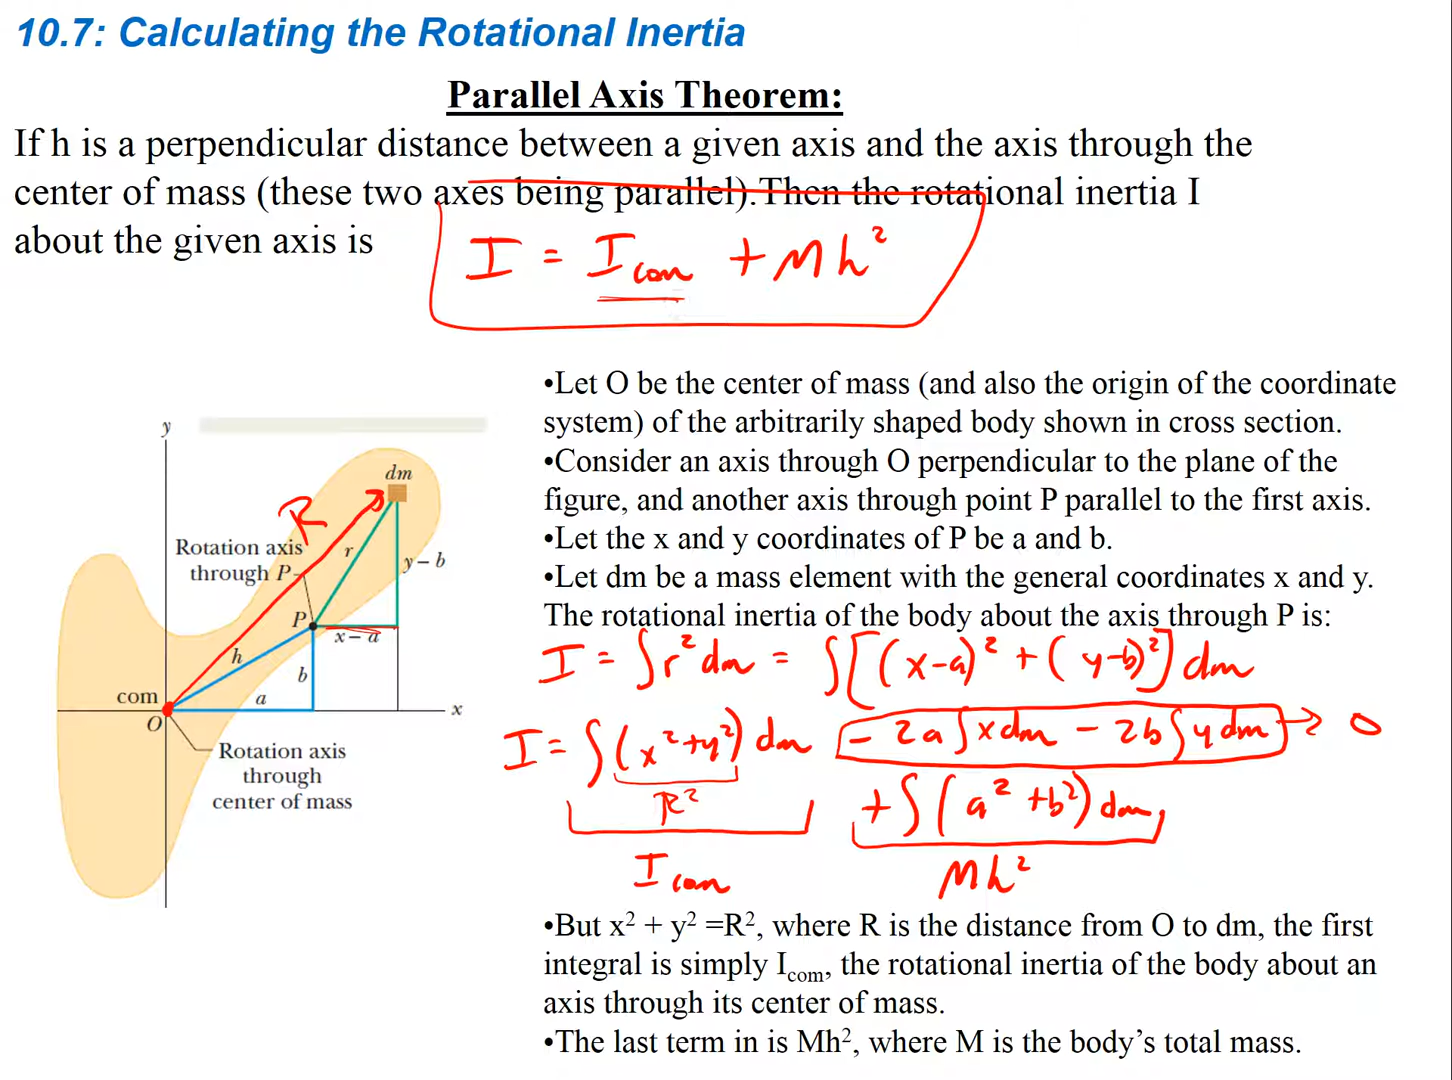 10.7: Calculating the Rotational Inertia
Parallel Axis Theorem:
If h is a perpendicular distance between a given axis and the axis through the
center of mass (these two axes being parallel).Then the rotational inertia I
about the given axis is
I = Icom + Mh²
•Let O be the center of mass (and also the origin of the coordinate
system) of the arbitrarily shaped body shown in cross section.
•Consider an axis through O perpendicular to the plane of the
figure, and another axis through point P parallel to the first axis.
•Let the x and y coordinates of P be a and b.
•Let dm be a mass element with the general coordinates x and y.
The rotational inertia of the body about the axis through P is:
I = ∫r²dm = ∫[(x-a)² + (y-b)²] dm
I = ∫(x²+y²) dm - 2a∫xdm - 2b∫ydm → 0
R²
+ ∫(a² + b²) dm
Icom
Mh²
•But x² + y² =R², where R is the distance from O to dm, the first
integral is simply Icom, the rotational inertia of the body about an
axis through its center of mass.
•The last term in is Mh², where M is the body’s total mass.
y
dm
R
Rotation axis
through P
r
y – b
P
x – a
h
b
com
a
O
x
Rotation axis
through
center of mass